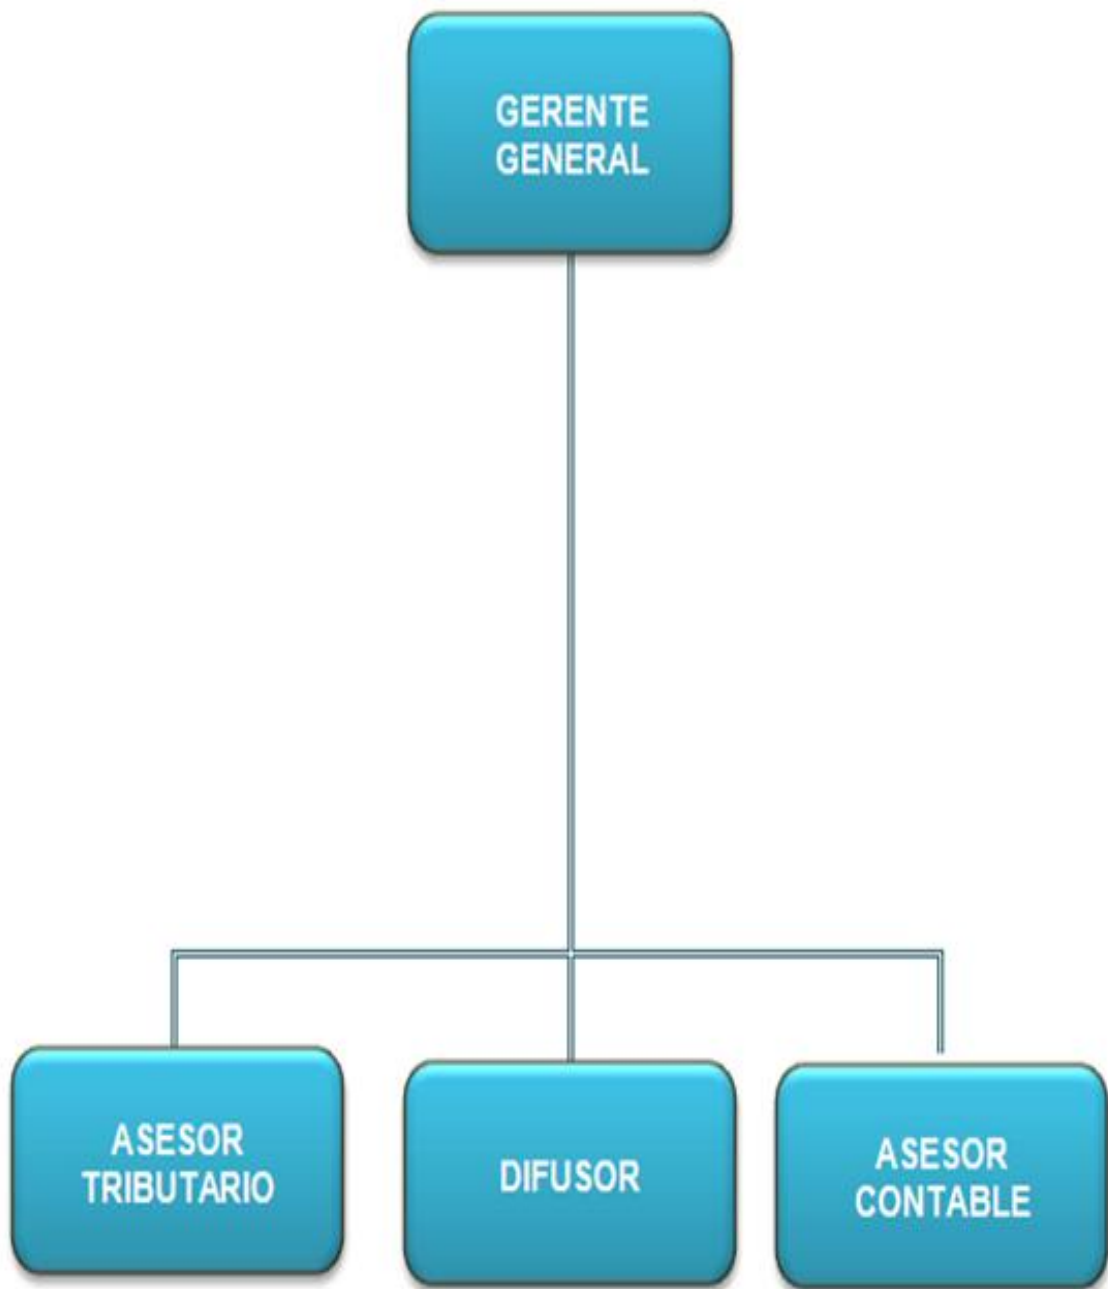 GERENTE
GENERAL
ASESOR
TRIBUTARIO
DIFUSOR
ASESOR
CONTABLE